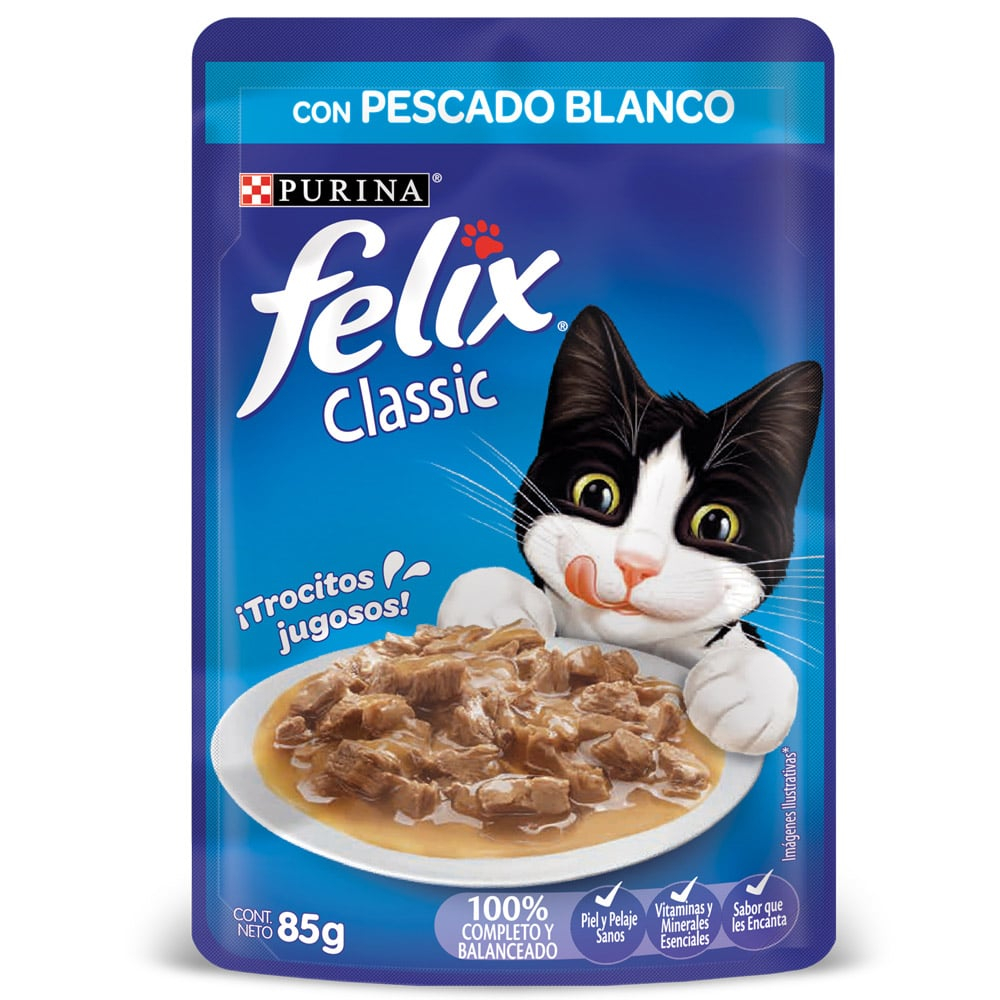 CON PESCADO BLANCO
PURINA®
felix®
Classic
¡Trocitos
jugosos!
Imágenes Ilustrativas*
CONT.
NETO 85g
100%
COMPLETO Y
BALANCEADO
Piel y Pelaje
Sanos
Vitaminas y
Minerales
Esenciales
Sabor que
les Encanta